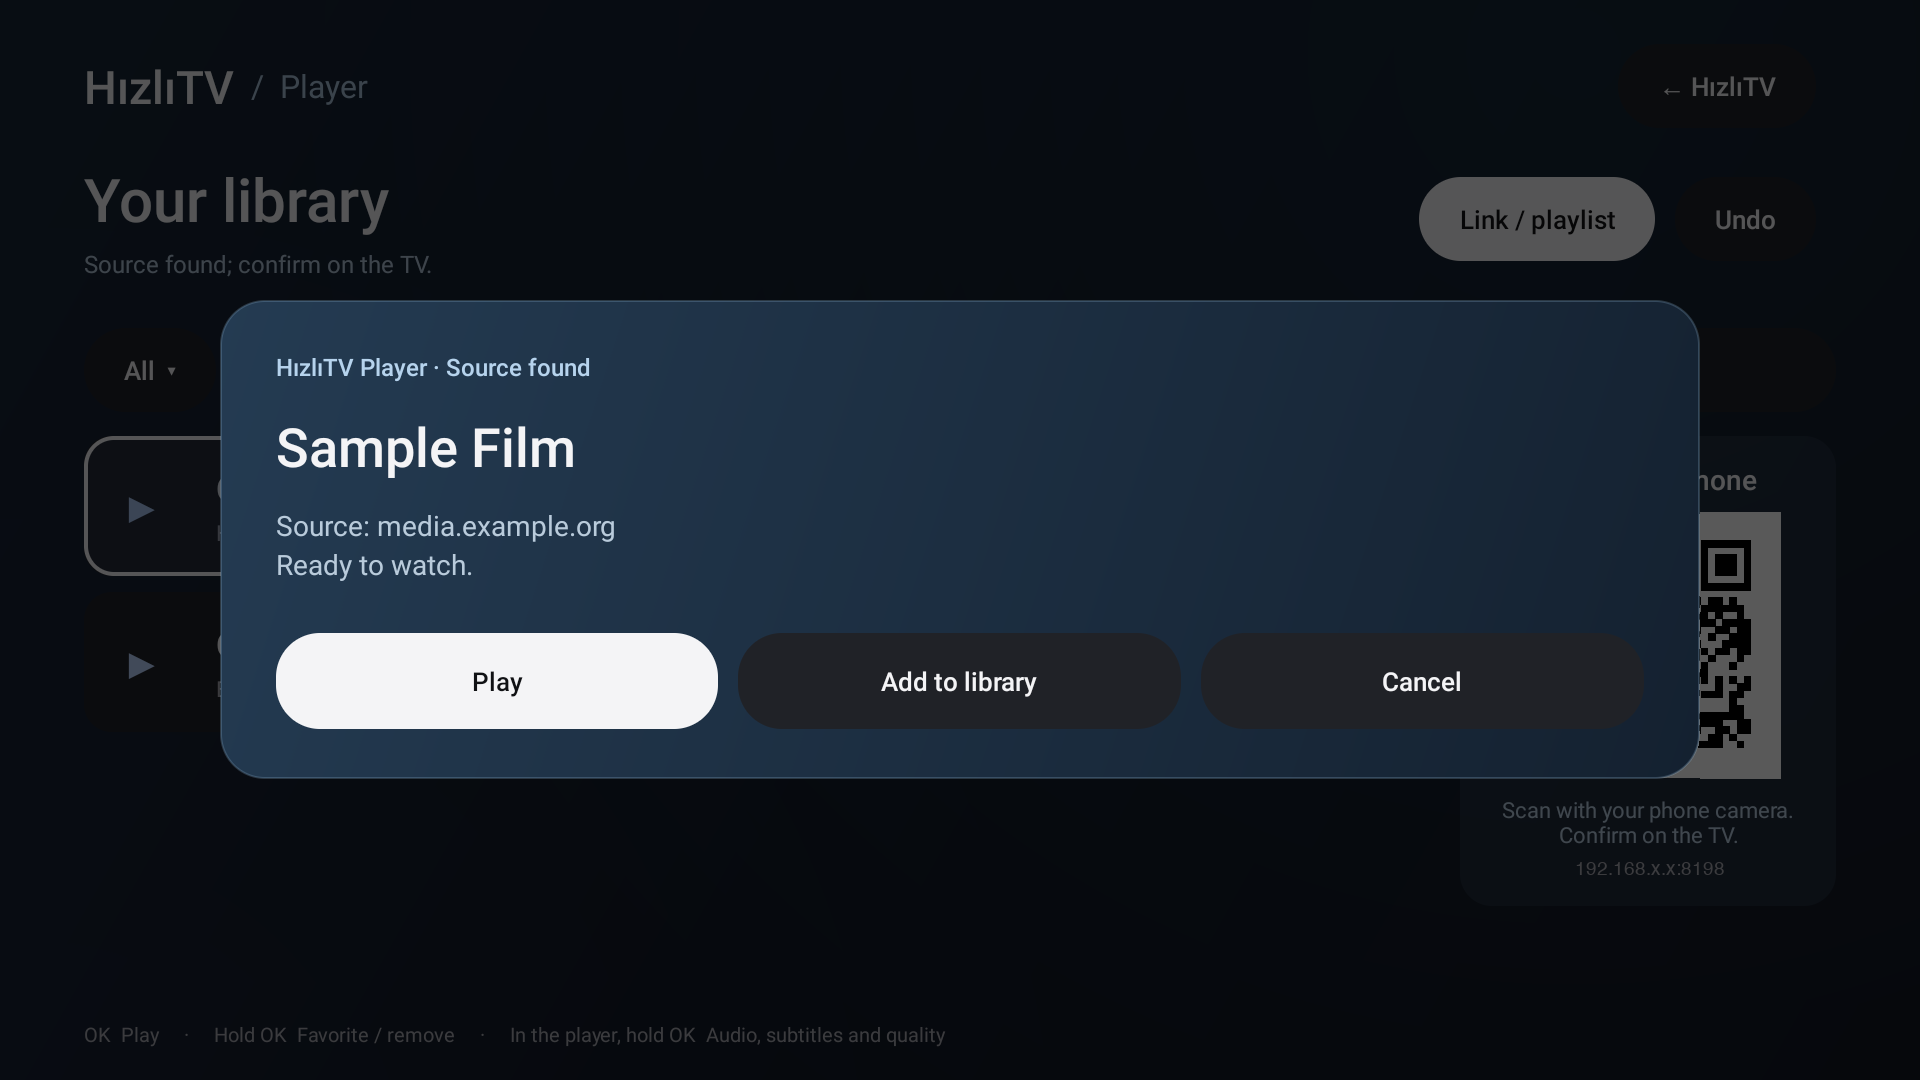 HızlıTV / Player
← HızlıTV
Your library
Source found; confirm on the TV.
Link / playlist
Undo
All ▾
HızlıTV Player · Source found
Sample Film
Source: media.example.org
Ready to watch.
Play
Add to library
Cancel
Scan with your phone camera.
Confirm on the TV.
192.168.x.x:8198
OK Play · Hold OK Favorite / remove · In the player, hold OK Audio, subtitles and quality